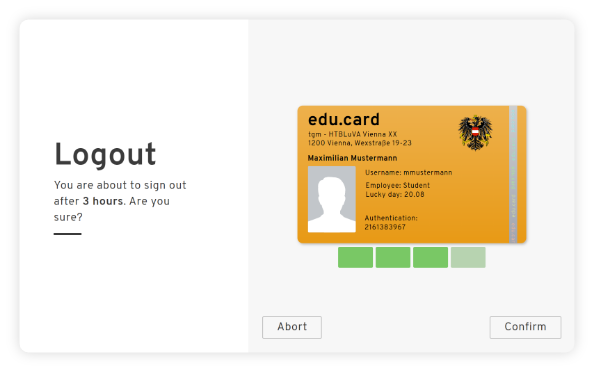 Logout
You are about to sign out
after 3 hours. Are you
sure?
edu.card
tgm - HTBLuVA Vienna XX
1200 Vienna, Wexstraße 19-23
Maximilian Mustermann
Username: mmustermann
Employee: Student
Lucky day: 20.08
Authentication:
2161383967
Abort
Confirm